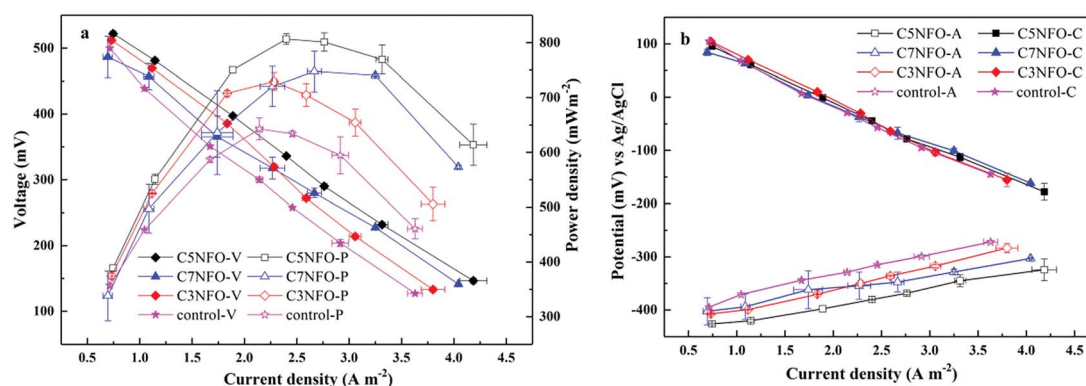 a
Voltage (mV)
500
400
300
200
100
Power density (mWm-2)
800
700
600
500
400
300
C5NFO-V
C5NFO-P
C7NFO-V
C7NFO-P
C3NFO-V
C3NFO-P
control-V
control-P
0.5 1.0 1.5 2.0 2.5 3.0 3.5 4.0 4.5
Current density (A m-2)
b
Potential (mV) vs Ag/AgCl
100
0
-100
-200
-300
-400
C5NFO-A
C5NFO-C
C7NFO-A
C7NFO-C
C3NFO-A
C3NFO-C
control-A
control-C
0.5 1.0 1.5 2.0 2.5 3.0 3.5 4.0 4.5
Current density (A m-2)